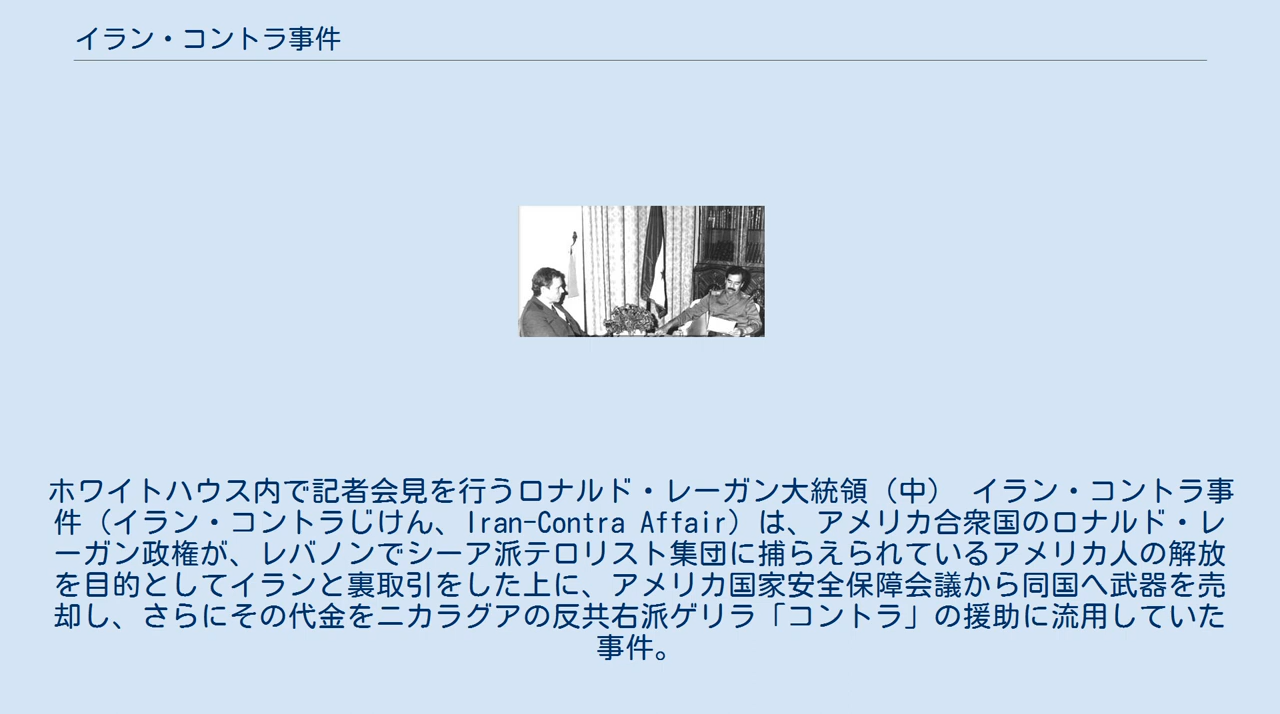 イラン・コントラ事件
ホワイトハウス内で記者会見を行うロナルド・レーガン大統領（中） イラン・コントラ事
件（イラン・コントラじけん、Iran-Contra Affair）は、アメリカ合衆国のロナルド・レ
ーガン政権が、レバノンでシーア派テロリスト集団に捕らえられているアメリカ人の解放
を目的としてイランと裏取引をした上に、アメリカ国家安全保障会議から同国へ武器を売
却し、さらにその代金をニカラグアの反共右派ゲリラ「コントラ」の援助に流用していた
事件。